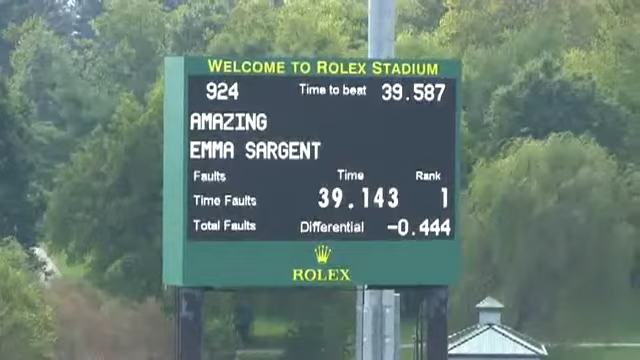 WELCOME TO ROLEX STADIUM
924 Time to beat 39.587
AMAZING
EMMA SARGENT
Faults Time Rank
Time Faults 39.143 1
Total Faults Differential -0.444
ROLEX